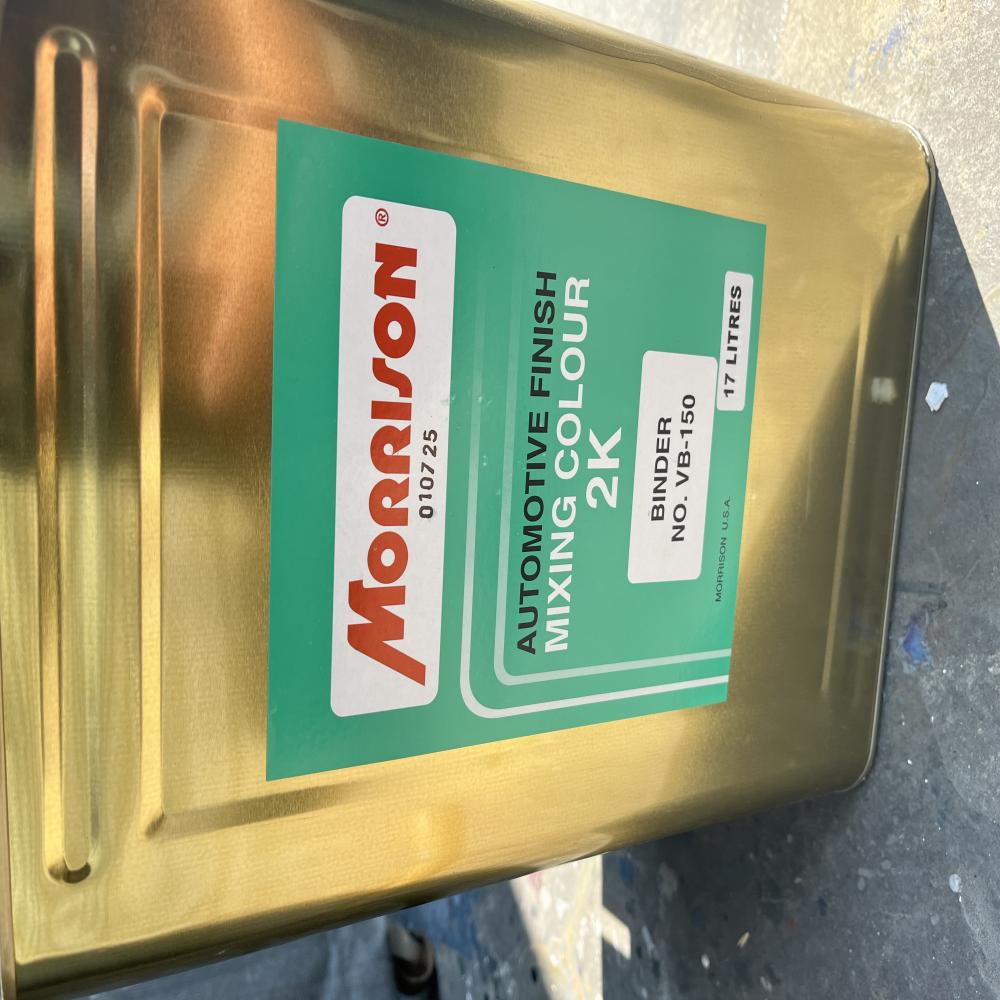 MORRISON®
010725
AUTOMOTIVE FINISH
MIXING COLOUR
2K
BINDER
NO. VB-150
17 LITRES
MORRISON U.S.A.